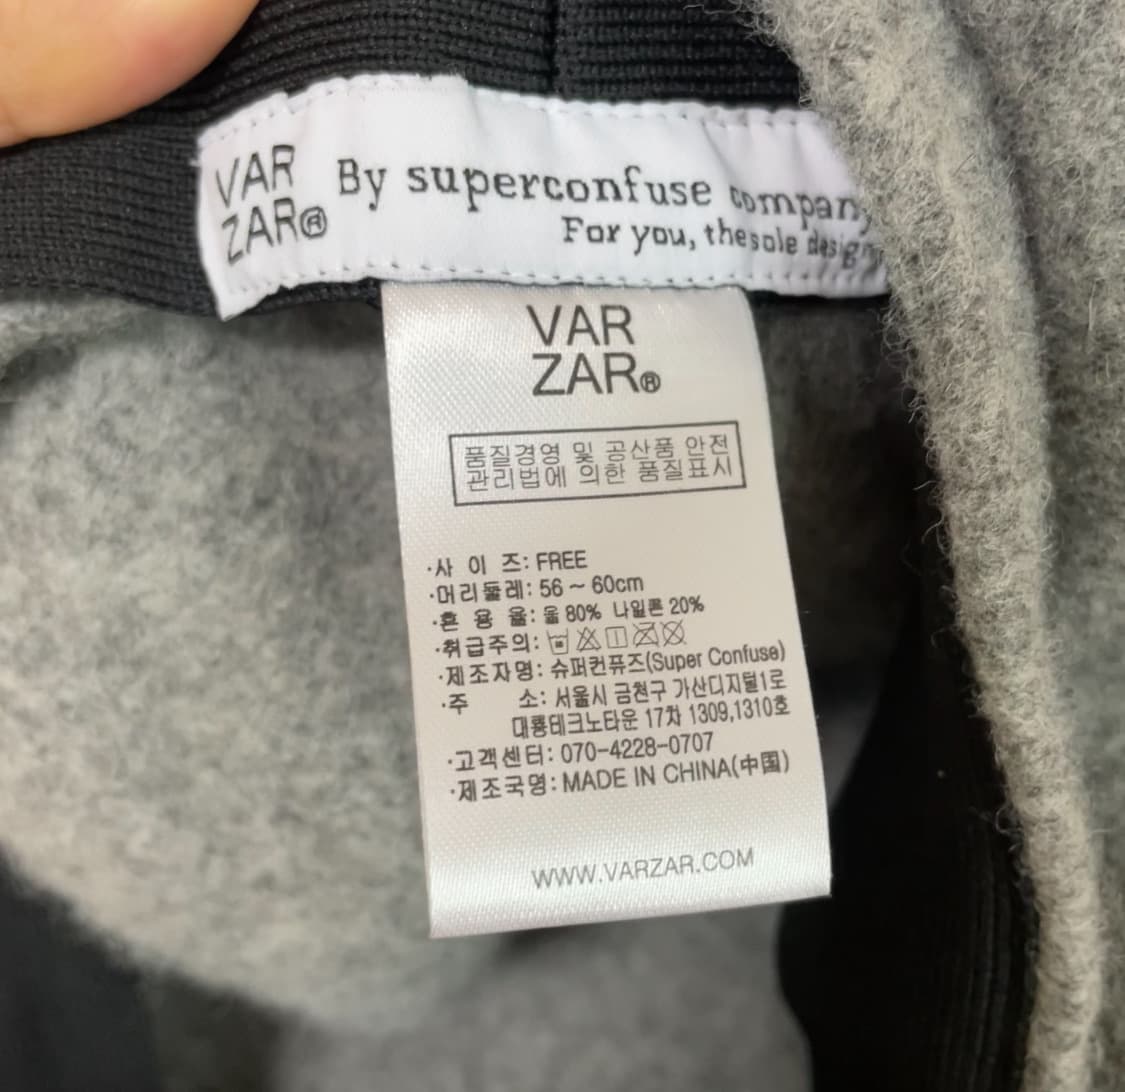 VAR
ZAR®
By superconfuse company
For you, the sole design
VAR
ZAR®
품질경영 및 공산품 안전
관리법에 의한 품질표시
·사 이 즈: FREE
·머리둘레: 56 ~ 60cm
·혼 용 율: 울 80% 나일론 20%
·취급주의:
·제조자명: 슈퍼컨퓨즈(Super Confuse)
·주 소: 서울시 금천구 가산디지털1로
대륭테크노타운 17차 1309,1310호
·고객센터: 070-4228-0707
·제조국명: MADE IN CHINA(中国)
WWW.VARZAR.COM